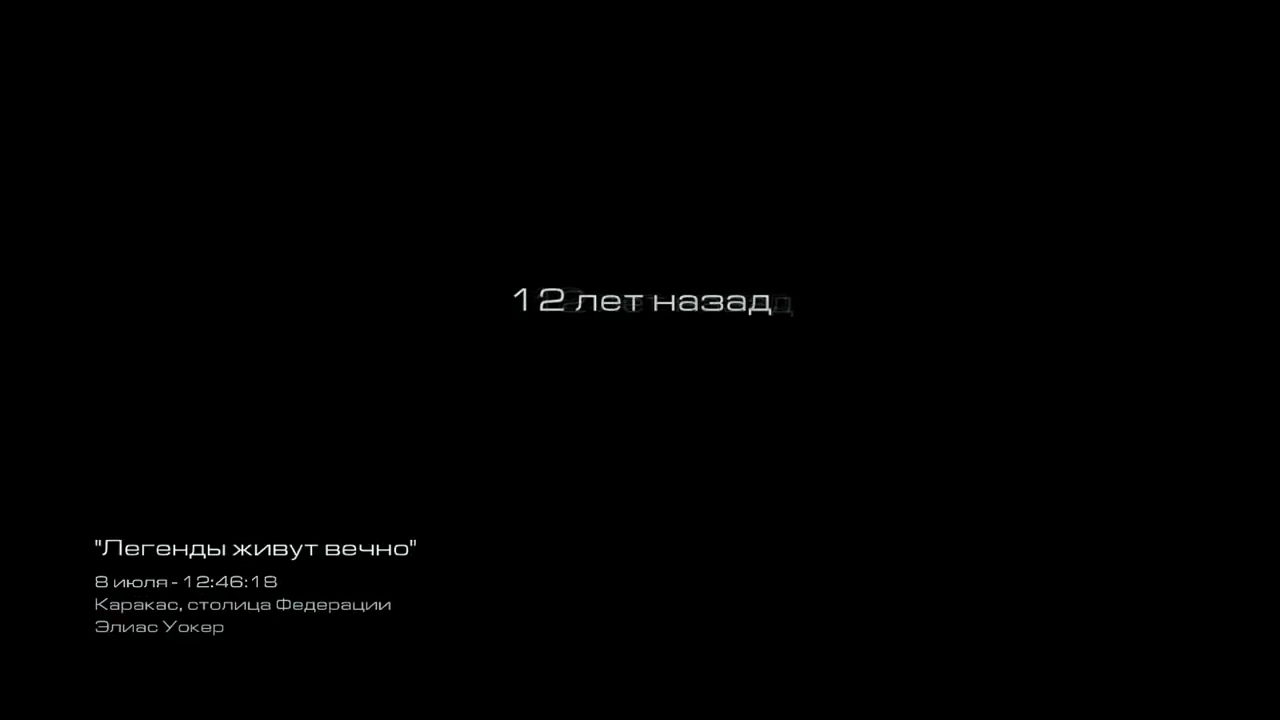 12 лет назад
"Легенды живут вечно"
8 июля - 12:46:18
Каракас, столица Федерации
Элиас Уокер